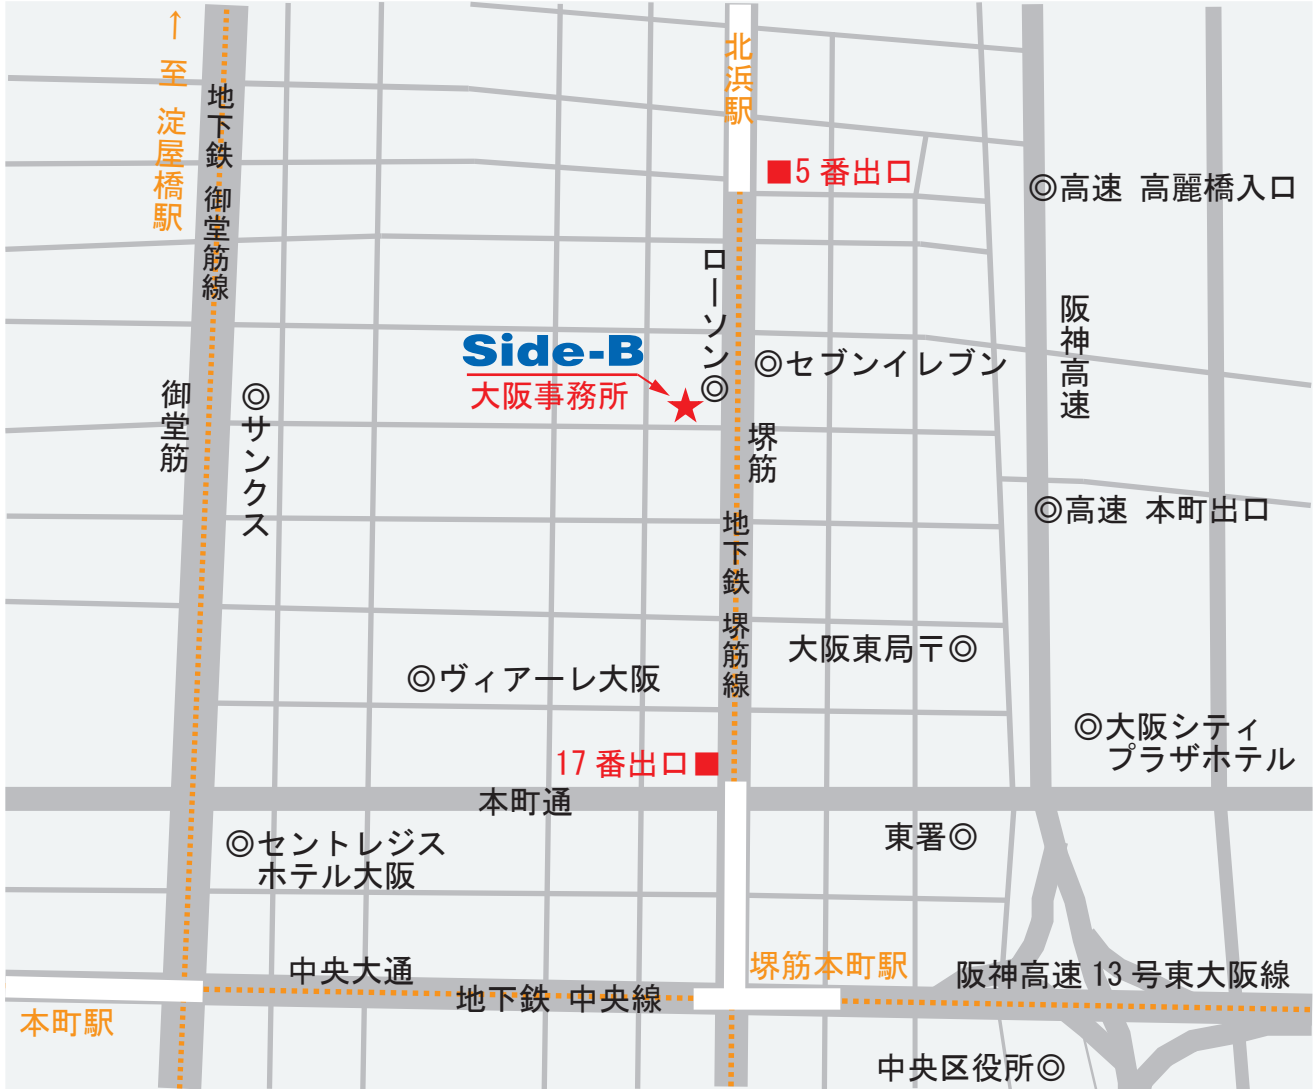 ↑ 至 淀屋橋駅
地下鉄 御堂筋線
北浜駅
■5 番出口
◎高速 高麗橋入口
ローソン◎
阪神高速
Side-B
大阪事務所
◎セブンイレブン
御堂筋
◎サンクス
堺筋
◎高速 本町出口
地下鉄 堺筋線
大阪東局〒◎
◎ヴィアーレ大阪
◎大阪シティ
プラザホテル
17 番出口■
本町通
東署◎
◎セントレジス
ホテル大阪
中央大通
地下鉄 中央線
堺筋本町駅
阪神高速 13 号東大阪線
本町駅
中央区役所◎